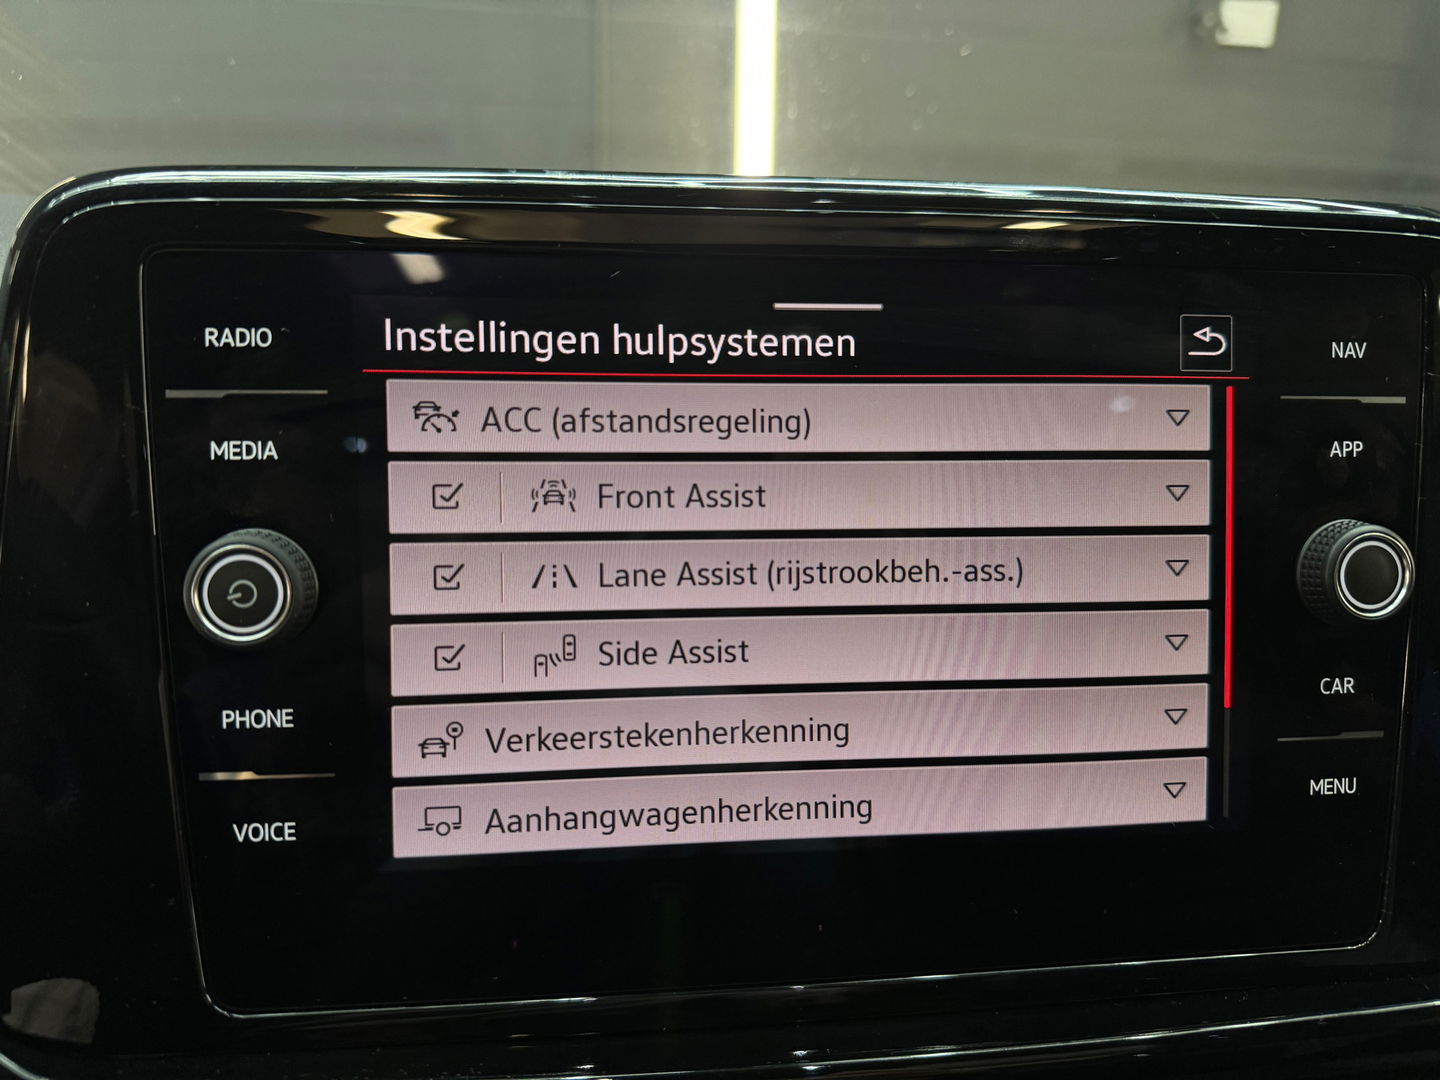 RADIO
MEDIA
PHONE
VOICE
Instellingen hulpsystemen
ACC (afstandsregeling)
Front Assist
Lane Assist (rijstrookbeh.-ass.)
Side Assist
Verkeerstekenherkenning
Aanhangwagenherkenning
NAV
APP
CAR
MENU